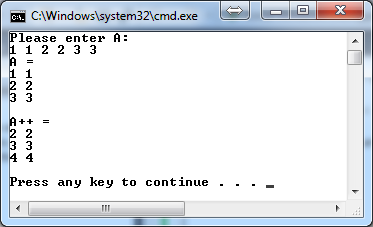 C:\Windows\system32\cmd.exe
Please enter A:
1 1 2 2 3 3
A =
1 1
2 2
3 3
A++ =
2 2
3 3
4 4
Press any key to continue . . . _